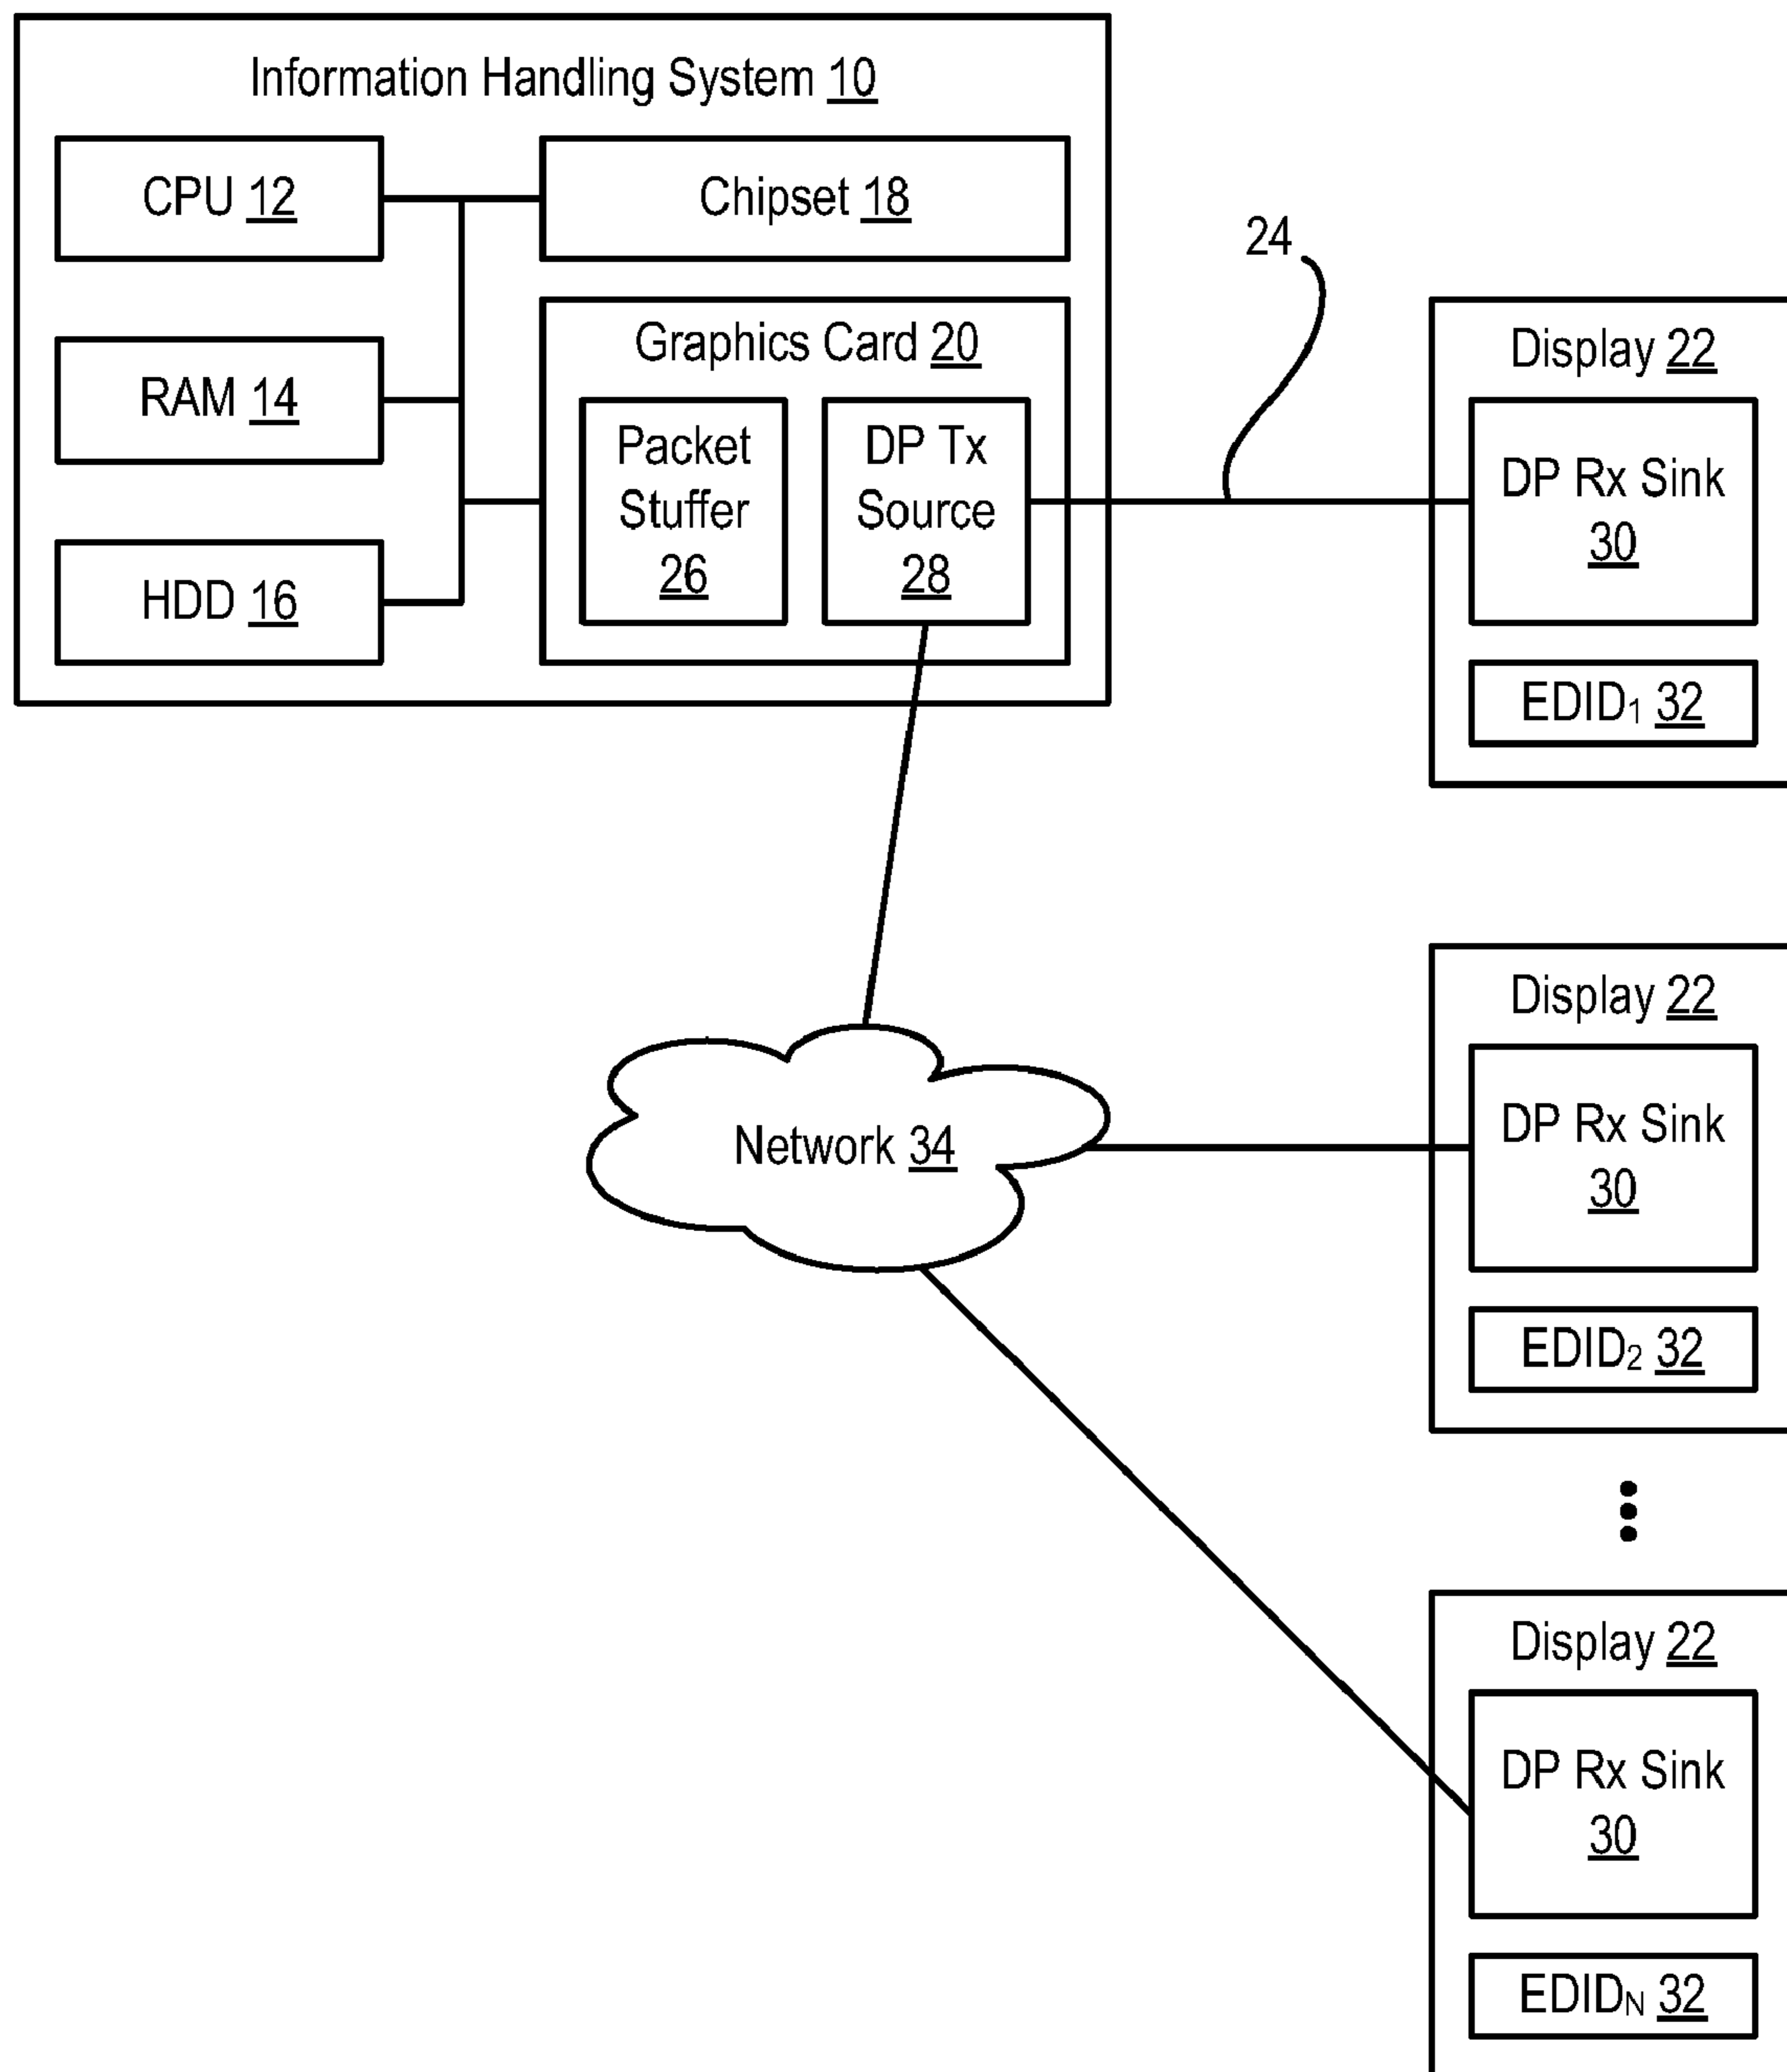 Information Handling System 10
CPU 12
Chipset 18
RAM 14
HDD 16
Graphics Card 20
Packet
Stuffer
26
DP Tx
Source
28
24
Display 22
DP Rx Sink
30
EDID₁ 32
Network 34
Display 22
DP Rx Sink
30
EDID₂ 32
Display 22
DP Rx Sink
30
EDIDN 32